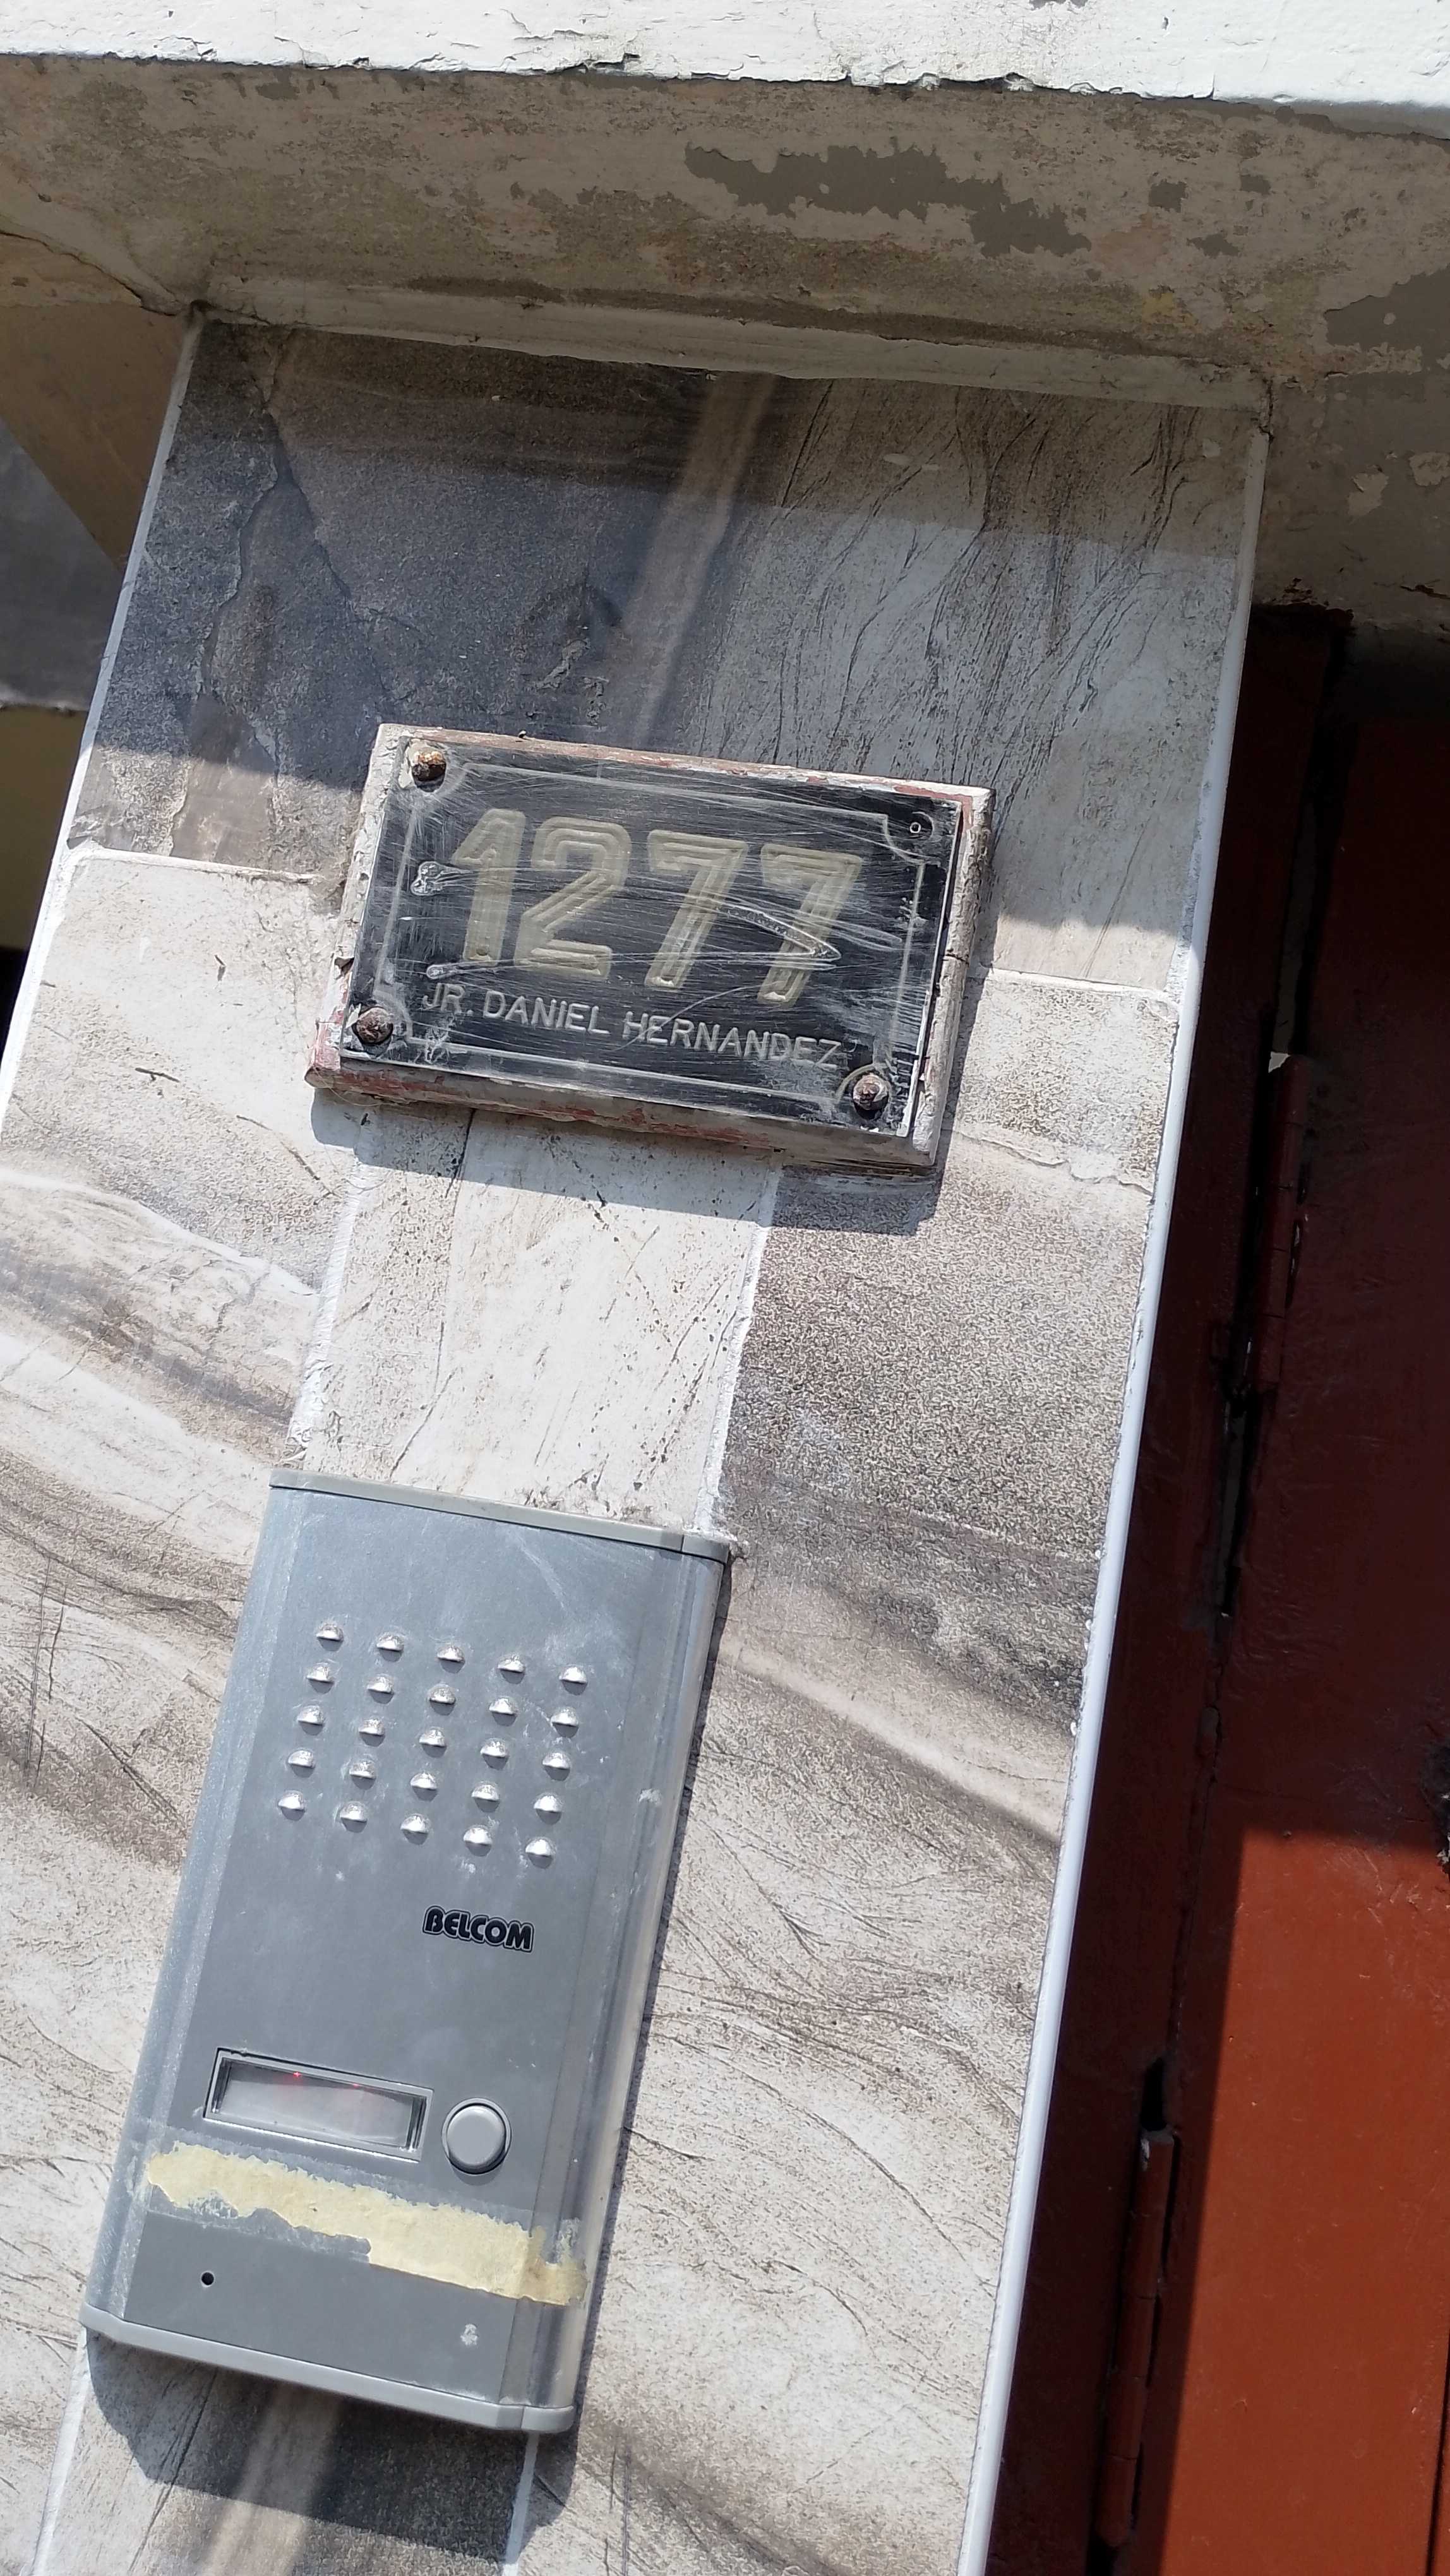 1277
JR. DANIEL HERNANDEZ
BELCOM